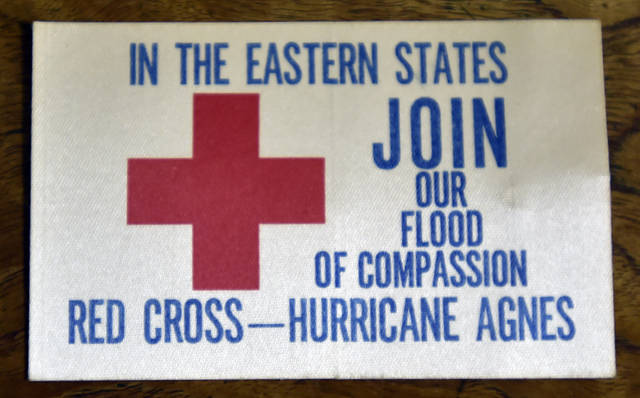 IN THE EASTERN STATES
JOIN
OUR
FLOOD
OF COMPASSION
RED CROSS—HURRICANE AGNES